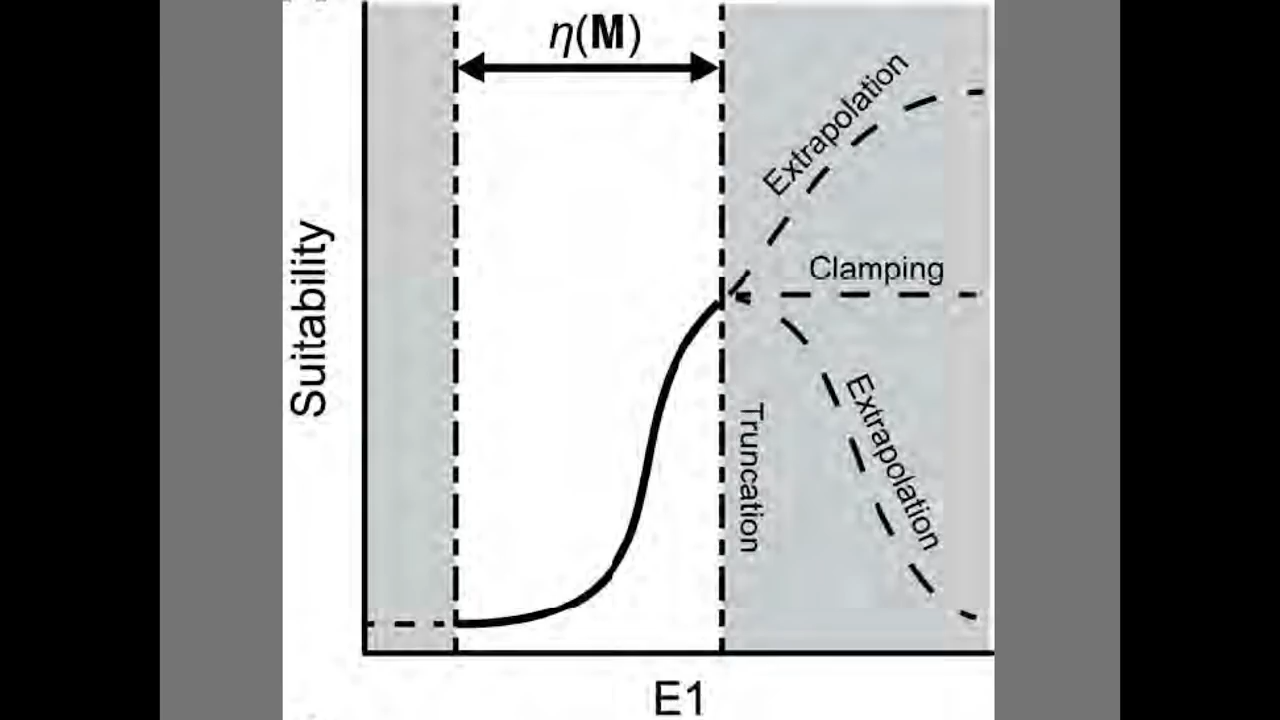 η(M)
Extrapolation
Clamping
Suitability
Truncation
Extrapolation
E1